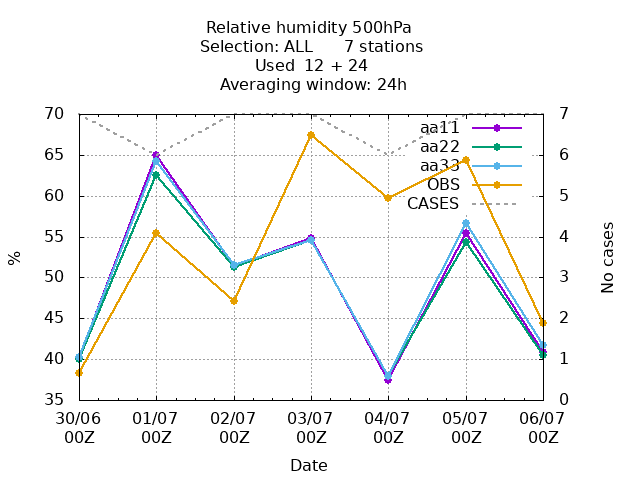 Relative humidity 500hPa
Selection: ALL 7 stations
Used 12 + 24
Averaging window: 24h
70 7
aa11
aa22
65 6
aa33
OBS
60 5
CASES
55 4
% No cases
50 3
45 2
40 1
35 0
30/06 01/07 02/07 03/07 04/07 05/07 06/07
00Z 00Z 00Z 00Z 00Z 00Z 00Z
Date